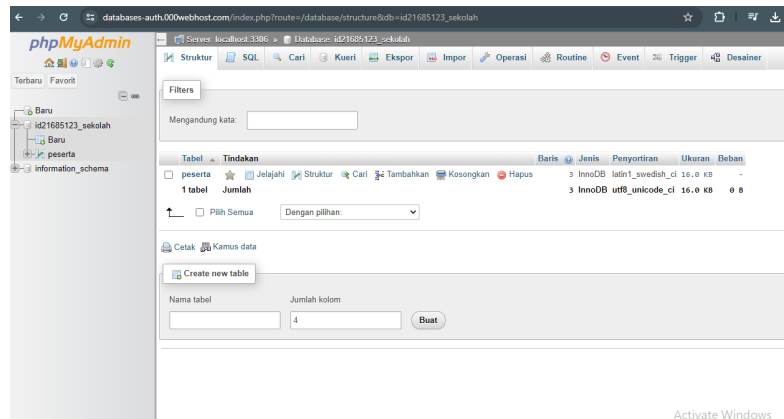 databases-auth.000webhost.com/index.php?route=/database/structure&db=id21685123_sekolah
phpMyAdmin
Terbaru Favorit
Baru
id21685123_sekolah
Baru
peserta
information_schema
Server: localhost:3306 » Database: id21685123_sekolah
Struktur SQL Cari Kueri Ekspor Impor Operasi Routine Event Trigger Desainer
Filters
Mengandung kata:
Tabel Tindakan Baris Jenis Penyortiran Ukuran Beban
peserta Jelajahi Struktur Cari Tambahkan Kosongkan Hapus 3 InnoDB latin1_swedish_ci 16.0 KB -
1 tabel Jumlah 3 InnoDB utf8_unicode_ci 16.0 KB 0 B
Pilih Semua Dengan pilihan:
Cetak Kamus data
Create new table
Nama tabel Jumlah kolom
4 Buat
Activate Windows